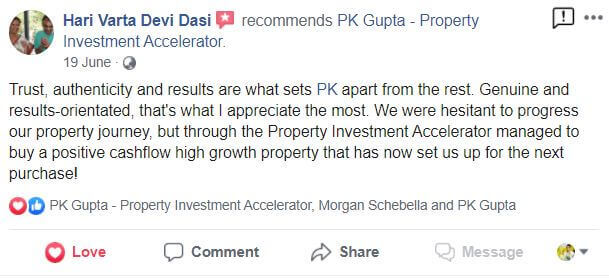 Hari Varta Devi Dasi recommends PK Gupta - Property
Investment Accelerator.
19 June ·
Trust, authenticity and results are what sets PK apart from the rest. Genuine and
results-orientated, that's what I appreciate the most. We were hesitant to progress
our property journey, but through the Property Investment Accelerator managed to
buy a positive cashflow high growth property that has now set us up for the next
purchase!
PK Gupta - Property Investment Accelerator, Morgan Schebella and PK Gupta
Love Comment Share Message